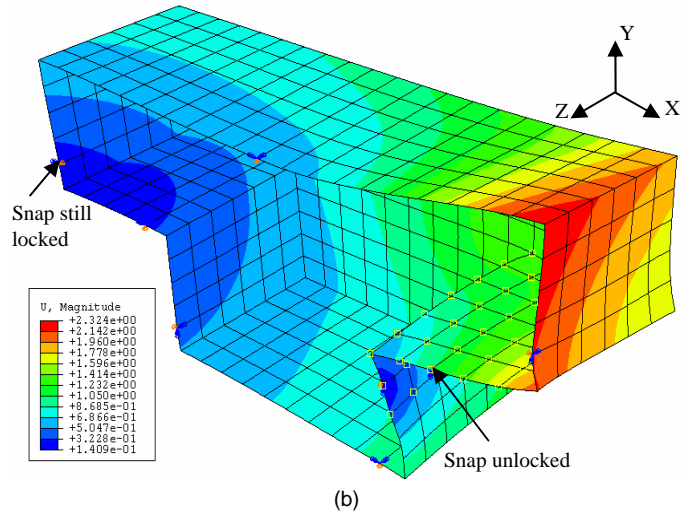 Y
Z
X
Snap still
locked
U, Magnitude
+2.324e+00
+2.142e+00
+1.960e+00
+1.778e+00
+1.596e+00
+1.414e+00
+1.232e+00
+1.050e+00
+8.685e-01
+6.866e-01
+5.047e-01
+3.228e-01
+1.409e-01
Snap unlocked
(b)